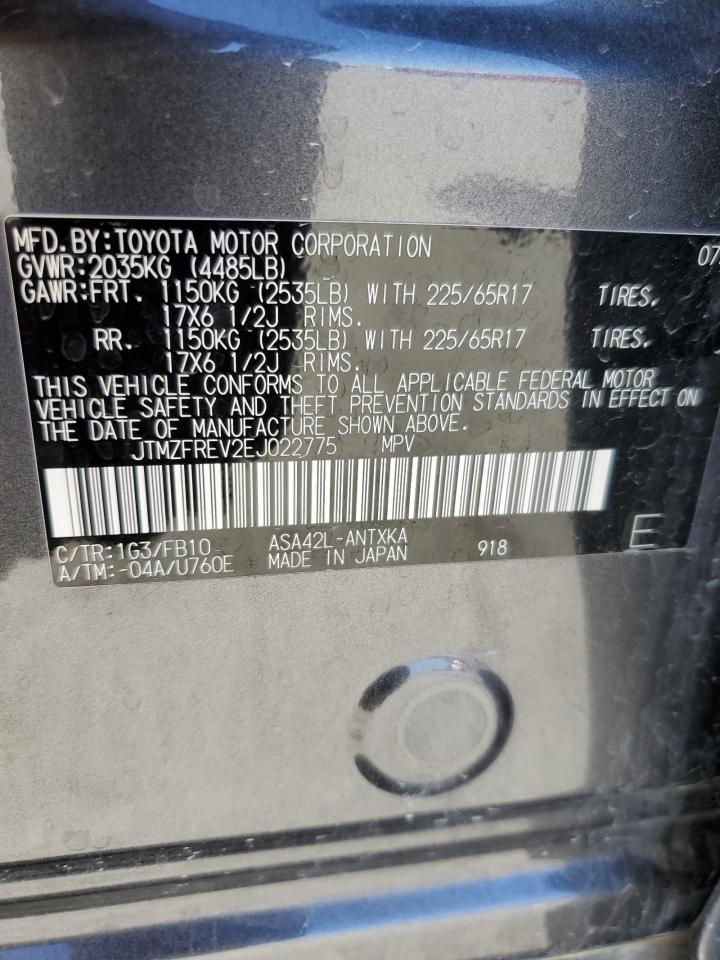 MFD.BY:TOYOTA MOTOR CORPORATION 07
GVWR:2035KG (4485LB)
GAWR:FRT. 1150KG (2535LB) WITH 225/65R17 TIRES.
17X6 1/2J RIMS.
RR. 1150KG (2535LB) WITH 225/65R17 TIRES.
17X6 1/2J RIMS.
THIS VEHICLE CONFORMS TO ALL APPLICABLE FEDERAL MOTOR
VEHICLE SAFETY AND THEFT PREVENTION STANDARDS IN EFFECT ON
THE DATE OF MANUFACTURE SHOWN ABOVE.
JTMZFREV2EJ022775 MPV
C/TR:1G3/FB10 ASA42L-ANTXKA
A/TM:-04A/U760E MADE IN JAPAN 918 E